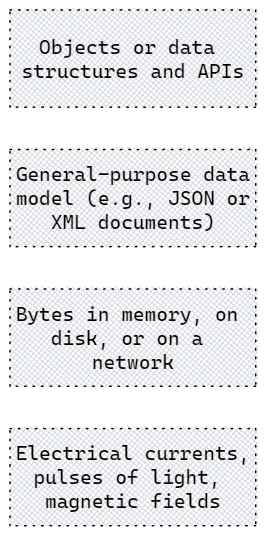 Objects or data
structures and APIs
General-purpose data
model (e.g., JSON or
XML documents)
Bytes in memory, on
disk, or on a
network
Electrical currents,
pulses of light,
magnetic fields